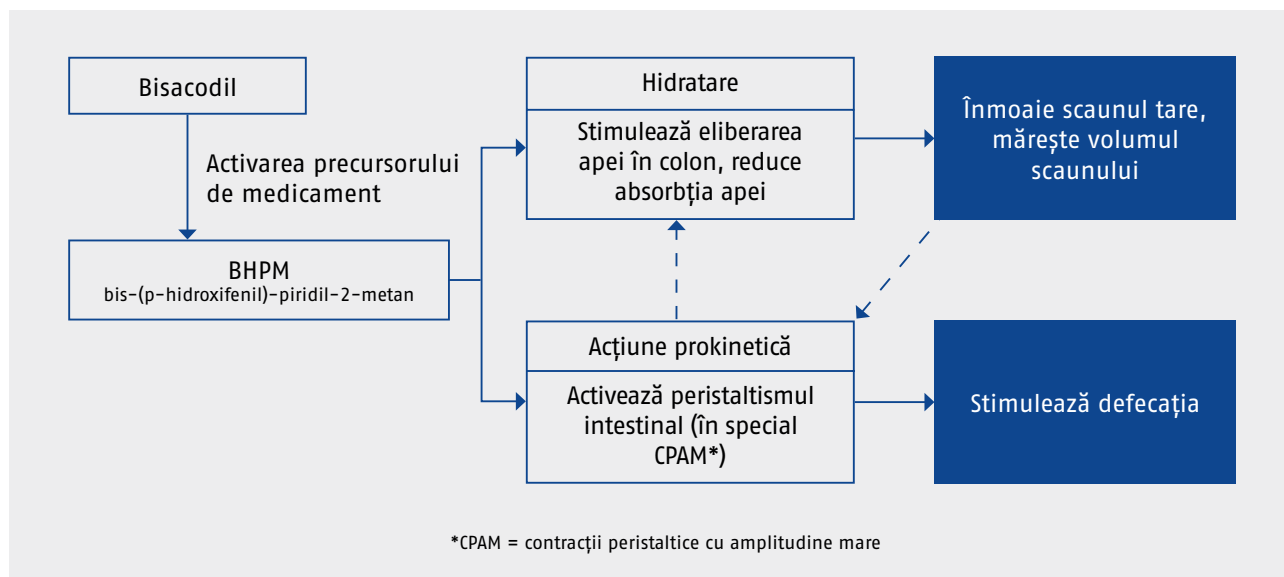 Bisacodil
Activarea precursorului
de medicament
BHPM
bis-(p-hidroxifenil)-piridil-2-metan
Hidratare
Stimulează eliberarea
apei în colon, reduce
absorbția apei
Înmoaie scaunul tare,
mărește volumul
scaunului
Acțiune prokinetică
Activează peristaltismul
intestinal (în special
CPAM*)
Stimulează defecația
*CPAM = contracții peristaltice cu amplitudine mare